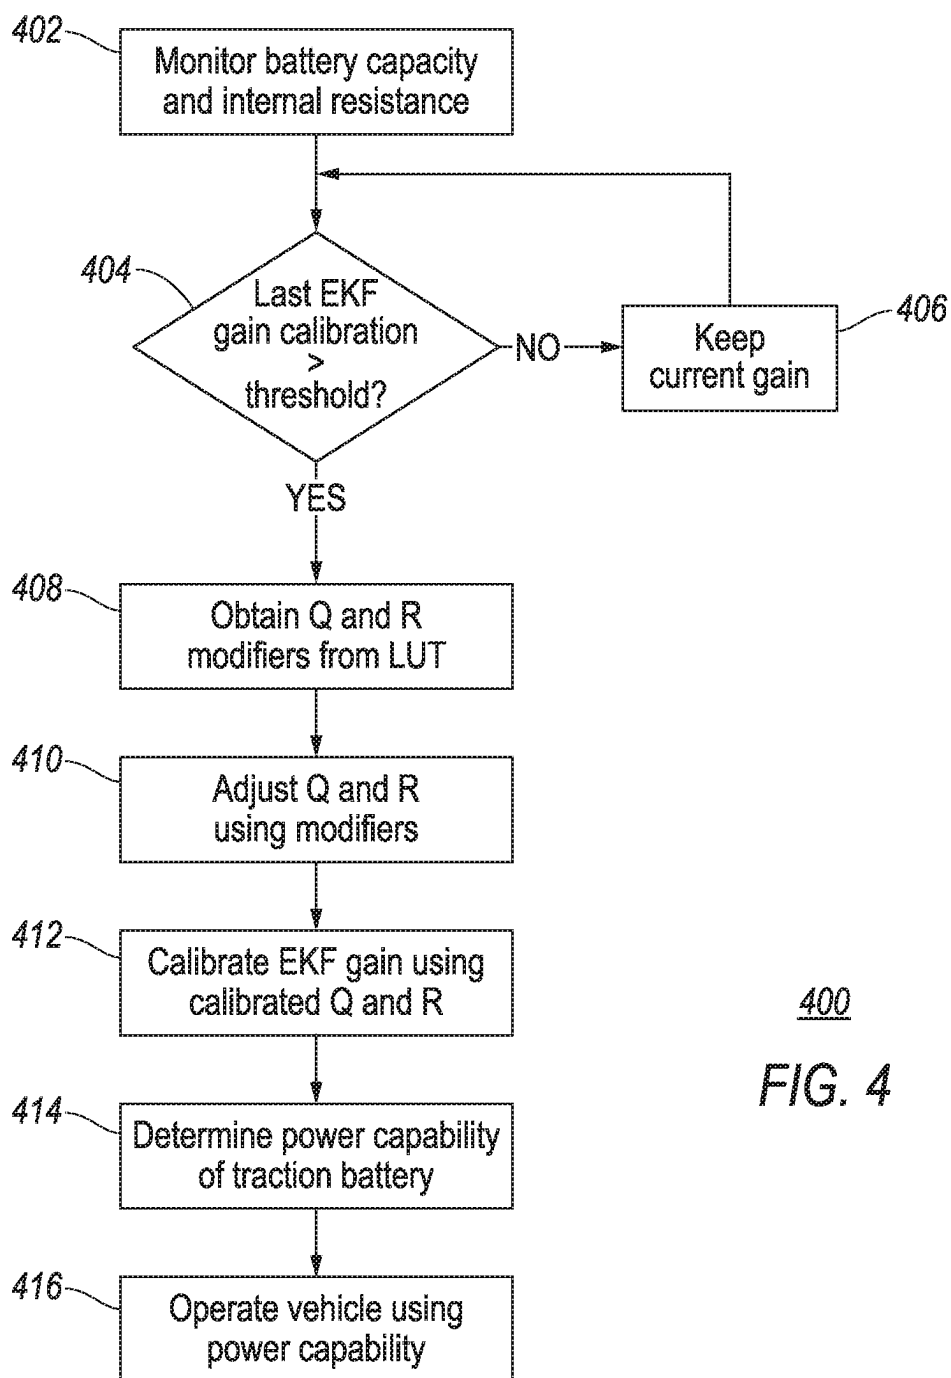 402
Monitor battery capacity
and internal resistance
404
Last EKF
gain calibration
>
threshold?
NO
406
Keep
current gain
YES
408
Obtain Q and R
modifiers from LUT
410
Adjust Q and R
using modifiers
412
Calibrate EKF gain using
calibrated Q and R
400
FIG. 4
414
Determine power capability
of traction battery
416
Operate vehicle using
power capability